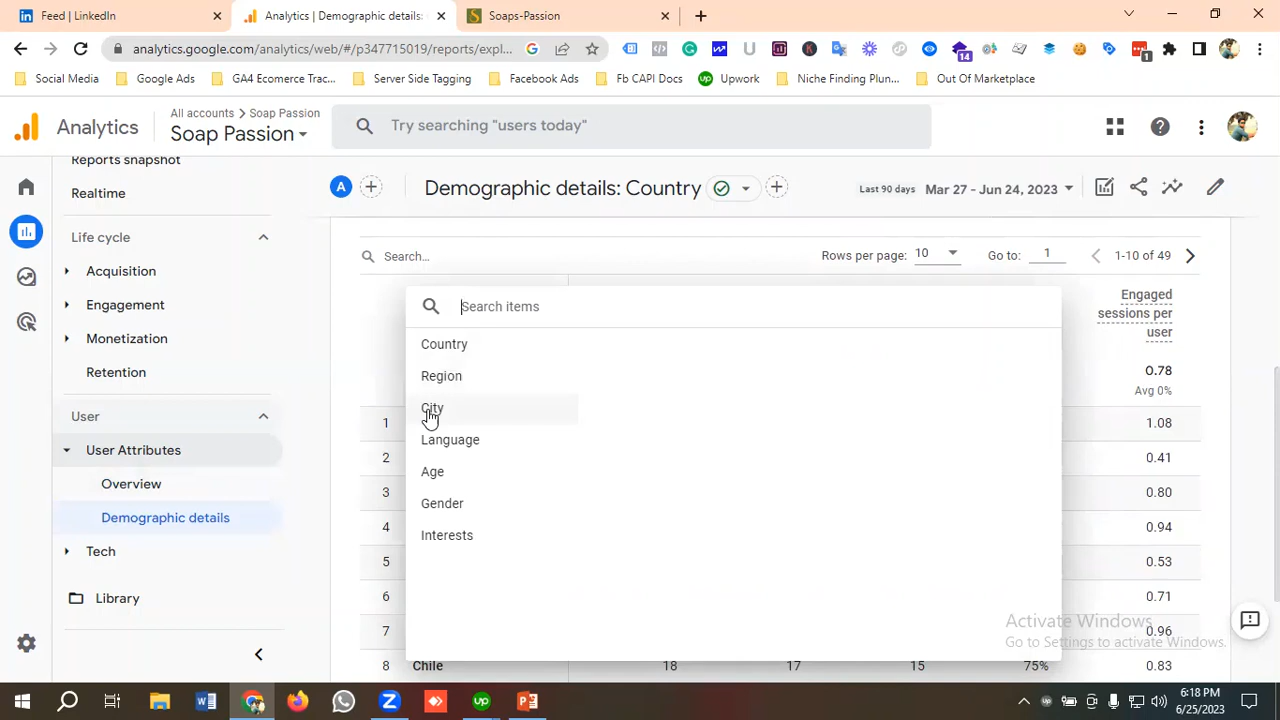 Feed | LinkedIn
Analytics | Demographic details:
Soaps-Passion
analytics.google.com/analytics/web/#/p347715019/reports/expl...
14
1
Social Media
Google Ads
GA4 Ecomerce Trac...
Server Side Tagging
Facebook Ads
Fb CAPI Docs
Upwork
Niche Finding Plun...
Out Of Marketplace
Analytics
All accounts > Soap Passion
Soap Passion
Try searching "users today"
Reports snapshot
Realtime
Life cycle
Acquisition
Engagement
Monetization
Retention
User
User Attributes
Overview
Demographic details
Tech
Library
A
Demographic details: Country
Last 90 days
Mar 27 - Jun 24, 2023
Search...
Rows per page:
10
Go to:
1
1-10 of 49
Search items
Country
Region
City
Language
Age
Gender
Interests
Engaged
sessions per
user
0.78
Avg 0%
1 1.08
2 0.41
3 0.80
4 0.94
5 0.53
6 0.71
7 0.96
8 Chile 18 17 15 75% 0.83
Activate Windows
Go to Settings to activate Windows.
6:18 PM
6/25/2023